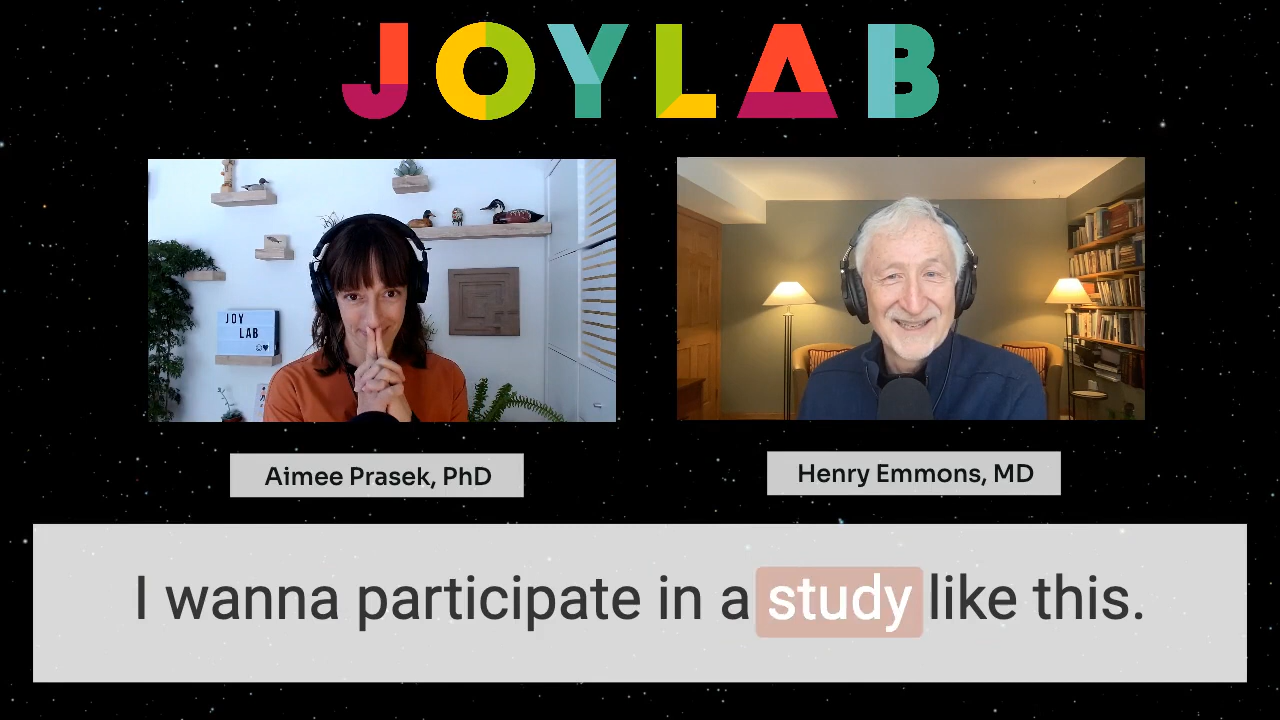 JOYLAB
JOY
LAB
Aimee Prasek, PhD
Henry Emmons, MD
I wanna participate in a study like this.